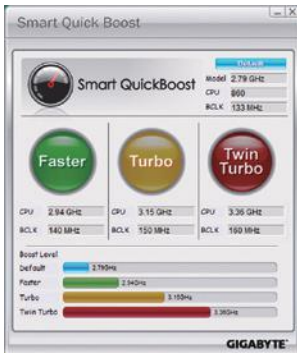 Smart Quick Boost
Default
Smart QuickBoost
Model 2.79 GHz
CPU 860
BCLK 133 MHz
Faster
Turbo
Twin Turbo
CPU 2.94 GHz
CPU 3.15 GHz
CPU 3.36 GHz
BCLK 140 MHz
BCLK 150 MHz
BCLK 160 MHz
Boost Level
Default 2.79GHz
Faster 2.94GHz
Turbo 3.15GHz
Twin Turbo 3.36GHz
GIGABYTE